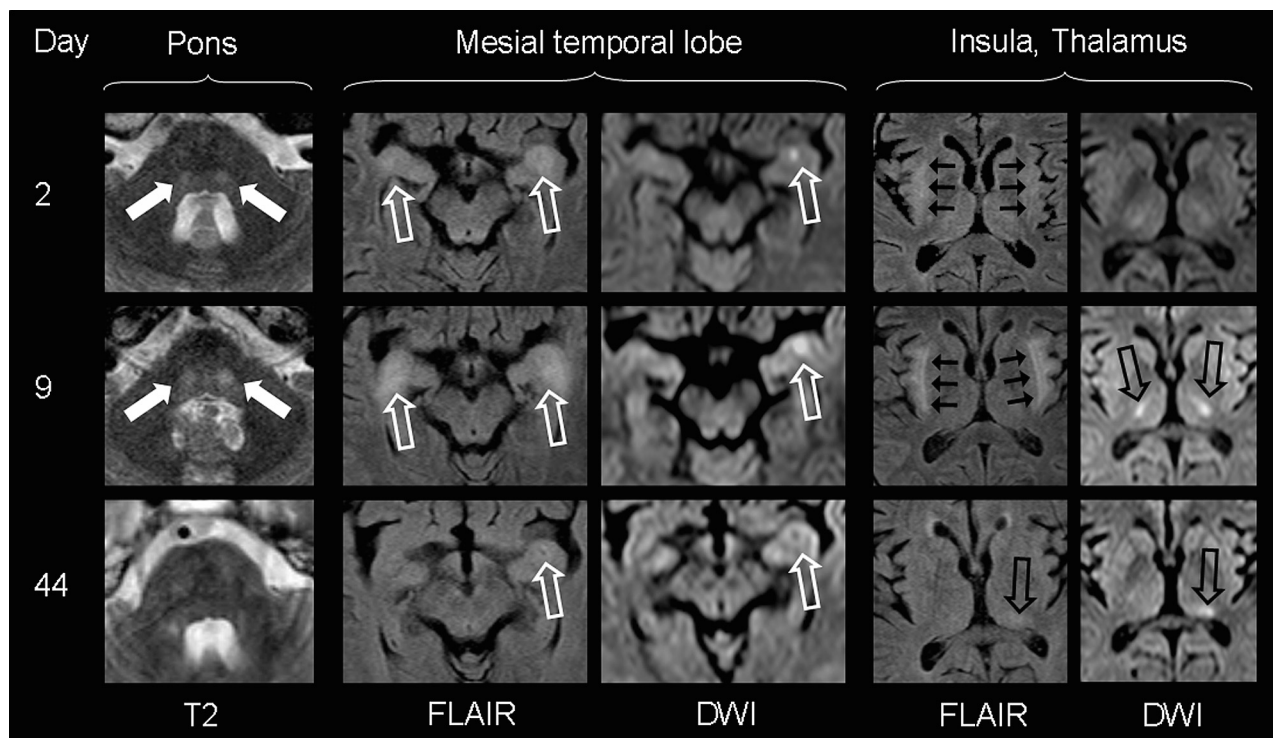 Day Pons Mesial temporal lobe Insula, Thalamus
2
9
44
T2 FLAIR DWI FLAIR DWI